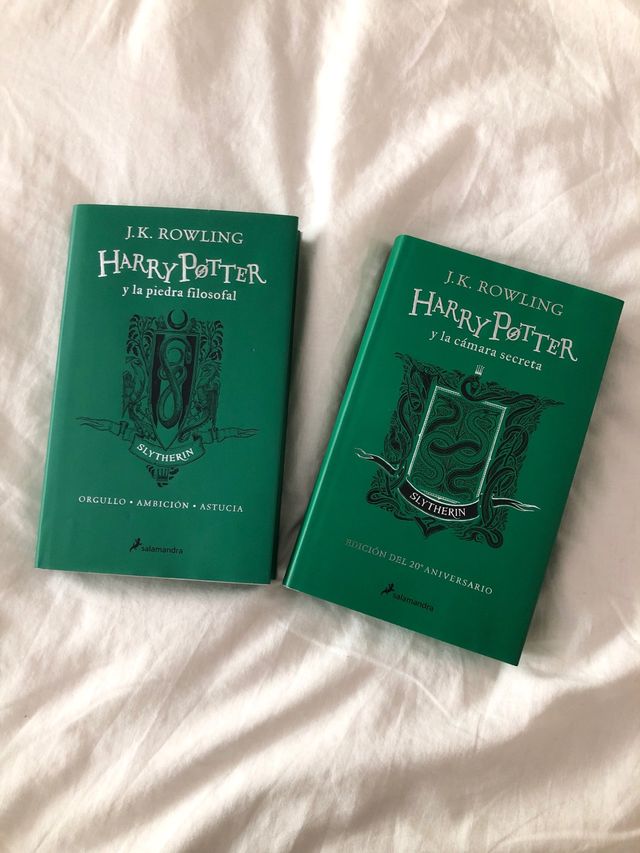 J.K. ROWLING
HARRY POTTER
y la piedra filosofal
SLYTHERIN
ORGULLO • AMBICIÓN • ASTUCIA
salamandra
J.K. ROWLING
HARRY POTTER
y la cámara secreta
SLYTHERIN
EDICIÓN DEL 20º ANIVERSARIO
salamandra